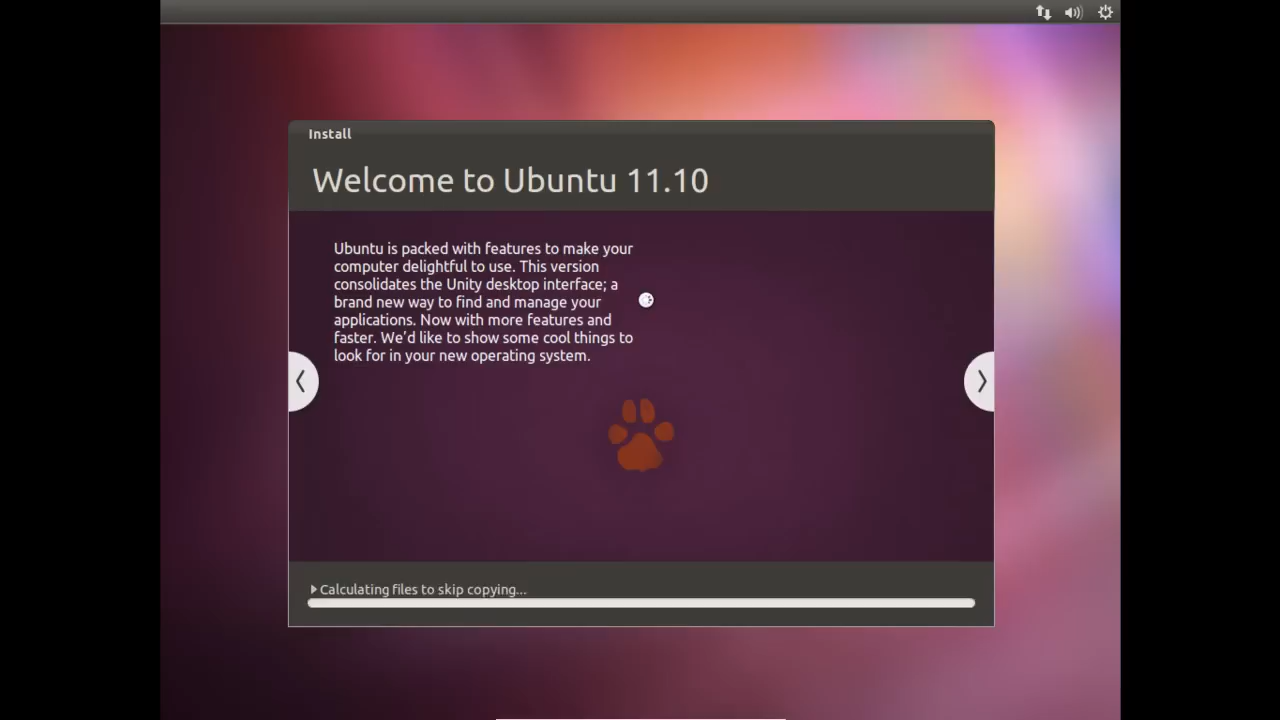 Install
Welcome to Ubuntu 11.10
Ubuntu is packed with features to make your
computer delightful to use. This version
consolidates the Unity desktop interface; a
brand new way to find and manage your
applications. Now with more features and
faster. We’d like to show some cool things to
look for in your new operating system.
Calculating files to skip copying...